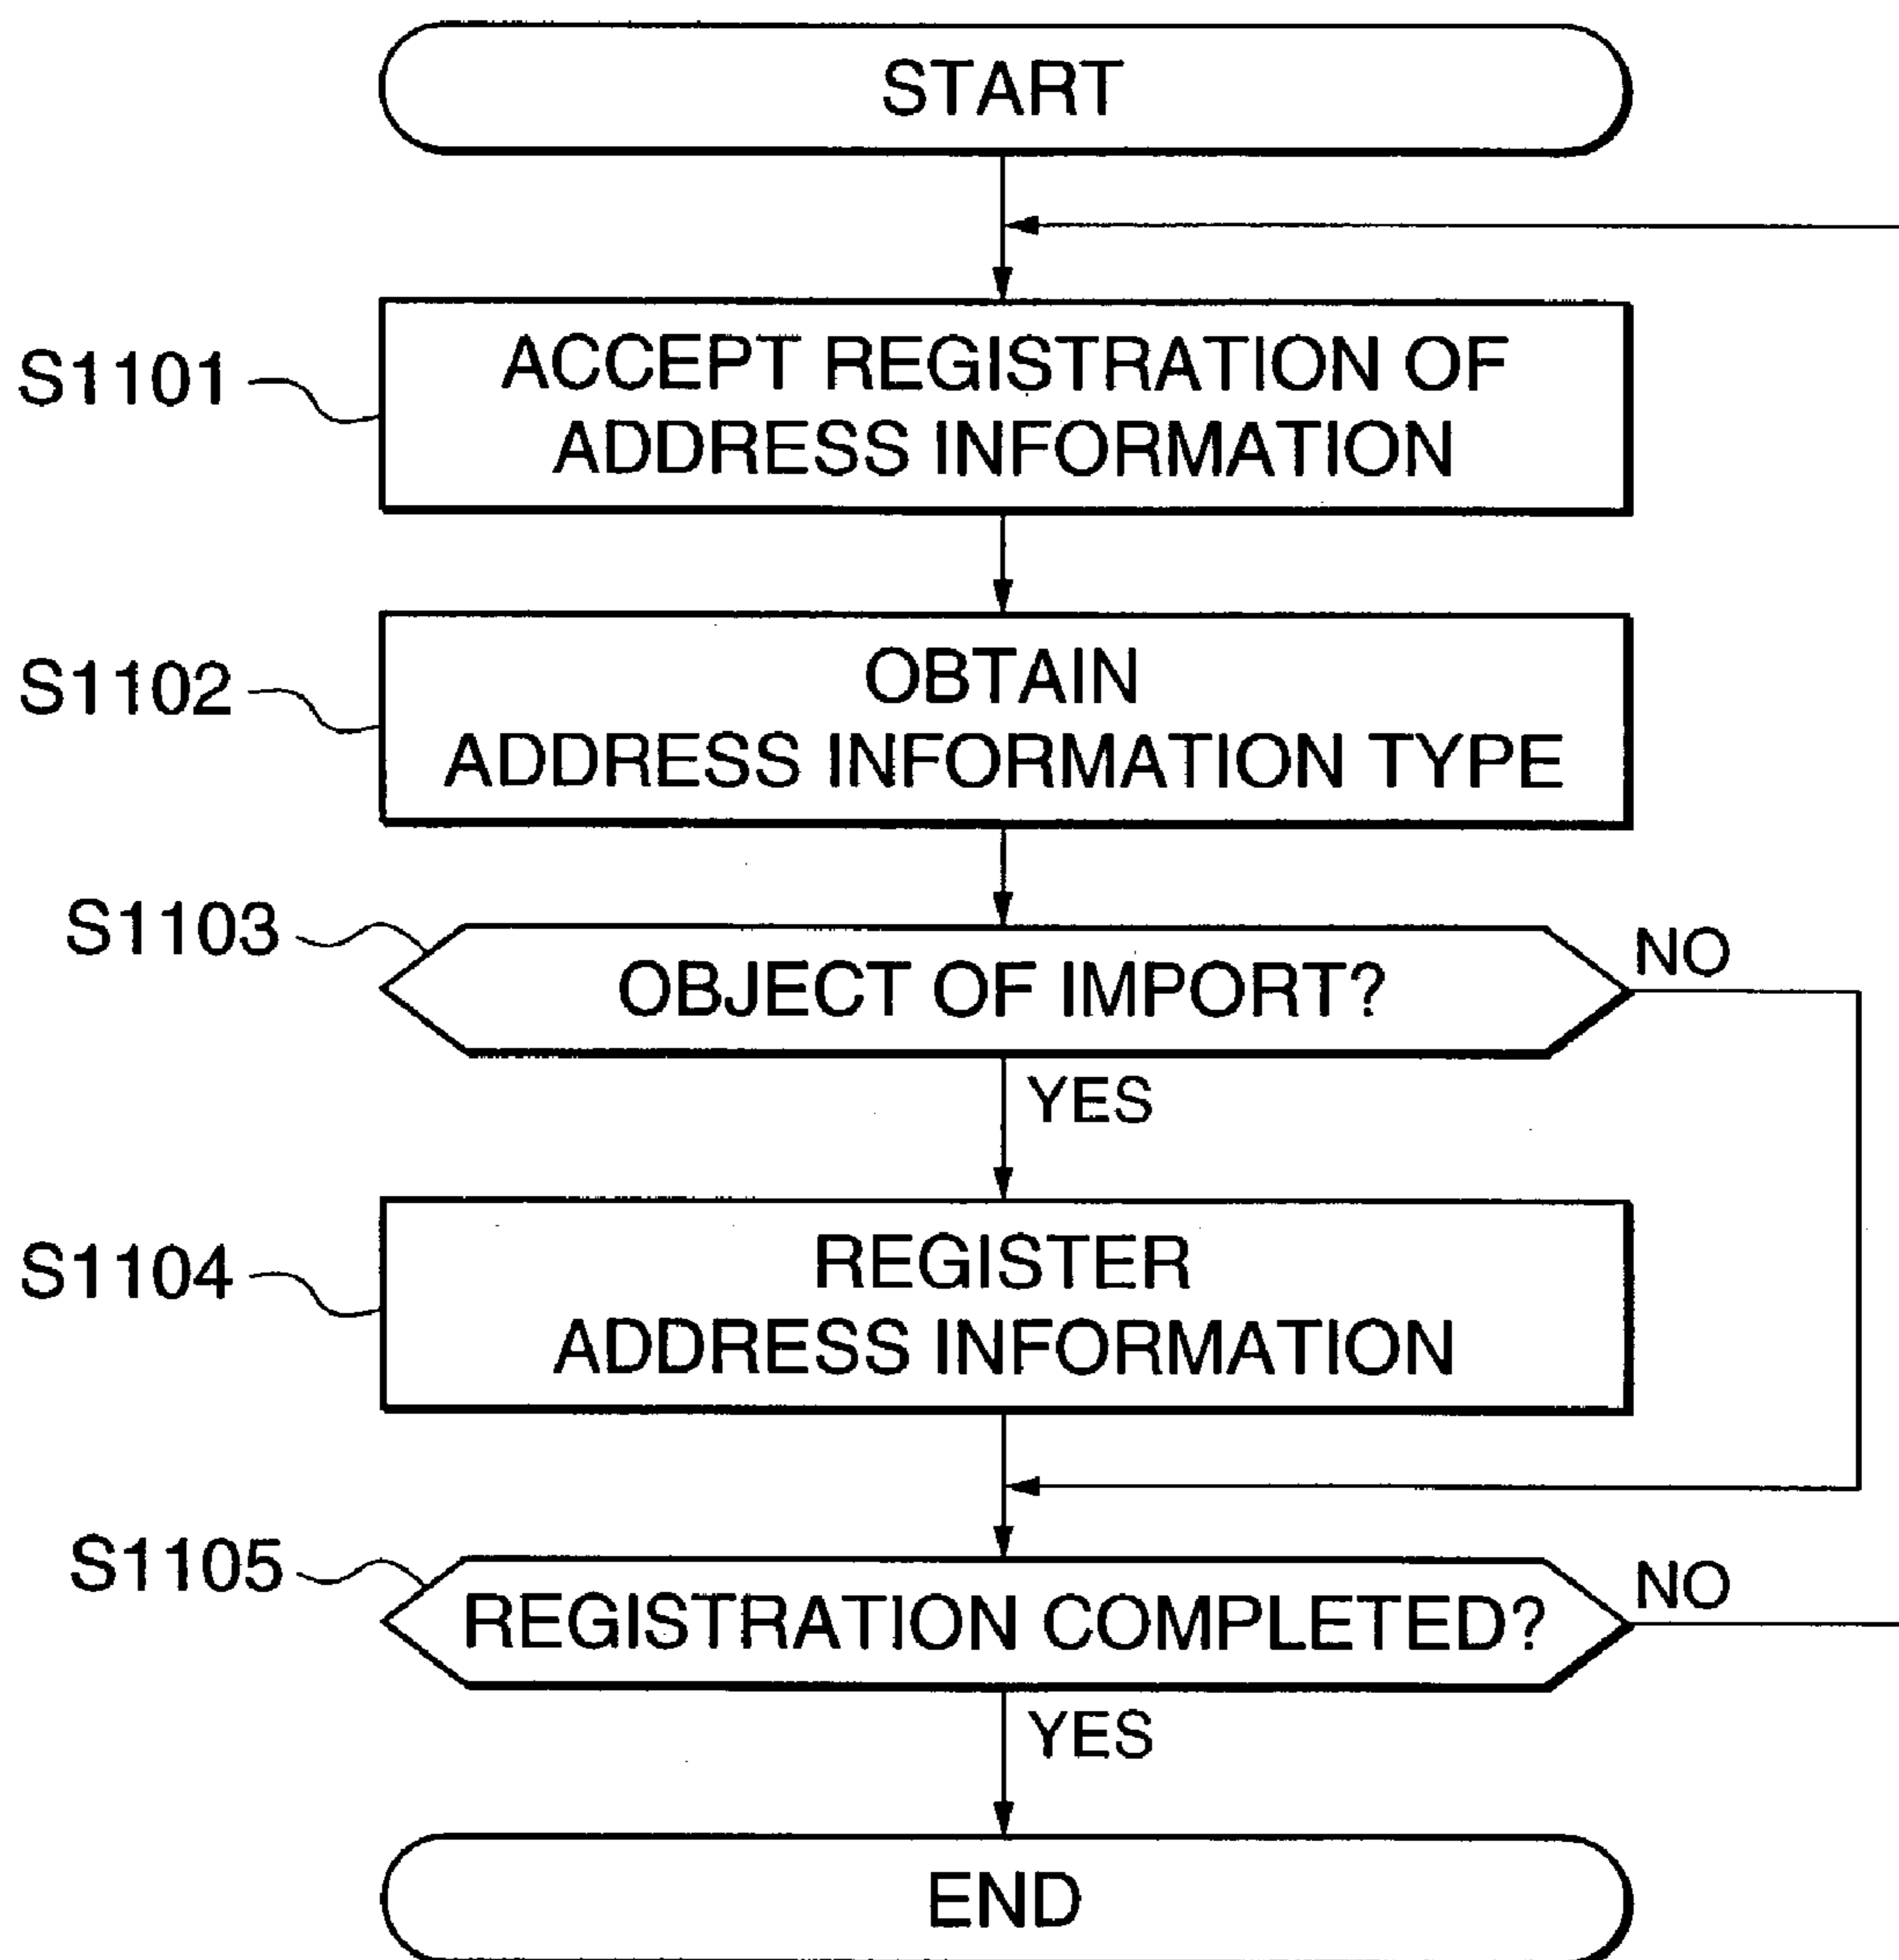 START
S1101
ACCEPT REGISTRATION OF
ADDRESS INFORMATION
S1102
OBTAIN
ADDRESS INFORMATION TYPE
S1103
OBJECT OF IMPORT?
NO
YES
S1104
REGISTER
ADDRESS INFORMATION
S1105
REGISTRATION COMPLETED?
NO
YES
END